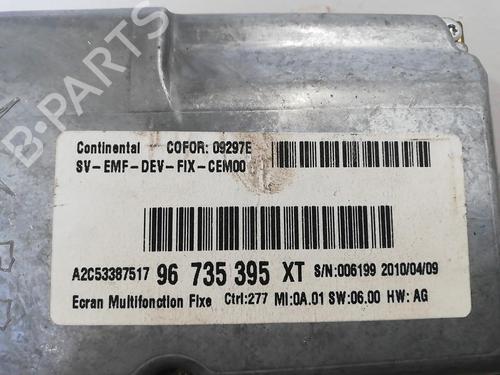 B-PARTS
Continental COFOR: 09297E
SV-EMF-DEV-FIX-CEM00
A2C53387517 96 735 395 XT S/N:006199 2010/04/09
Ecran Multifonction Fixe Ctrl:277 MI:0A.01 SW:06.00 HW: AG